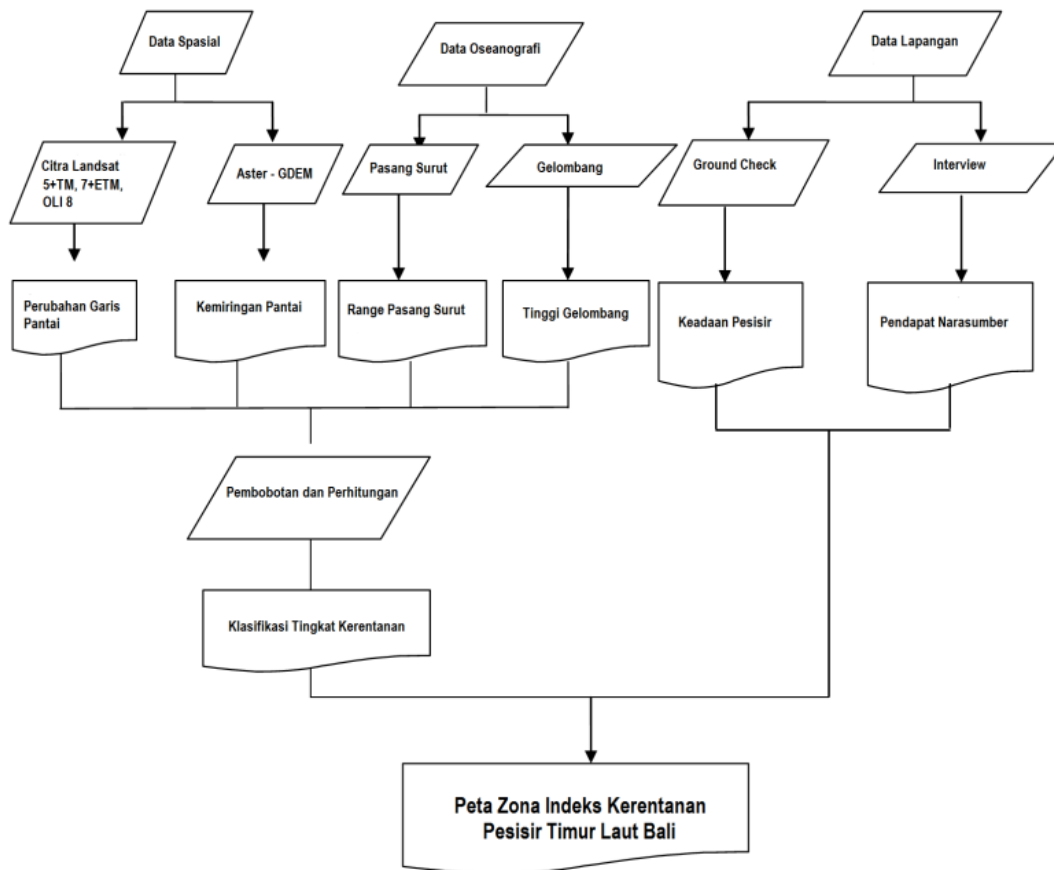 Data Spasial
Data Oseanografi
Data Lapangan
Citra Landsat
5+TM, 7+ETM,
OLI 8
Aster - GDEM
Pasang Surut
Gelombang
Ground Check
Interview
Perubahan Garis
Pantai
Kemiringan Pantai
Range Pasang Surut
Tinggi Gelombang
Keadaan Pesisir
Pendapat Narasumber
Pembobotan dan Perhitungan
Klasifikasi Tingkat Kerentanan
Peta Zona Indeks Kerentanan
Pesisir Timur Laut Bali